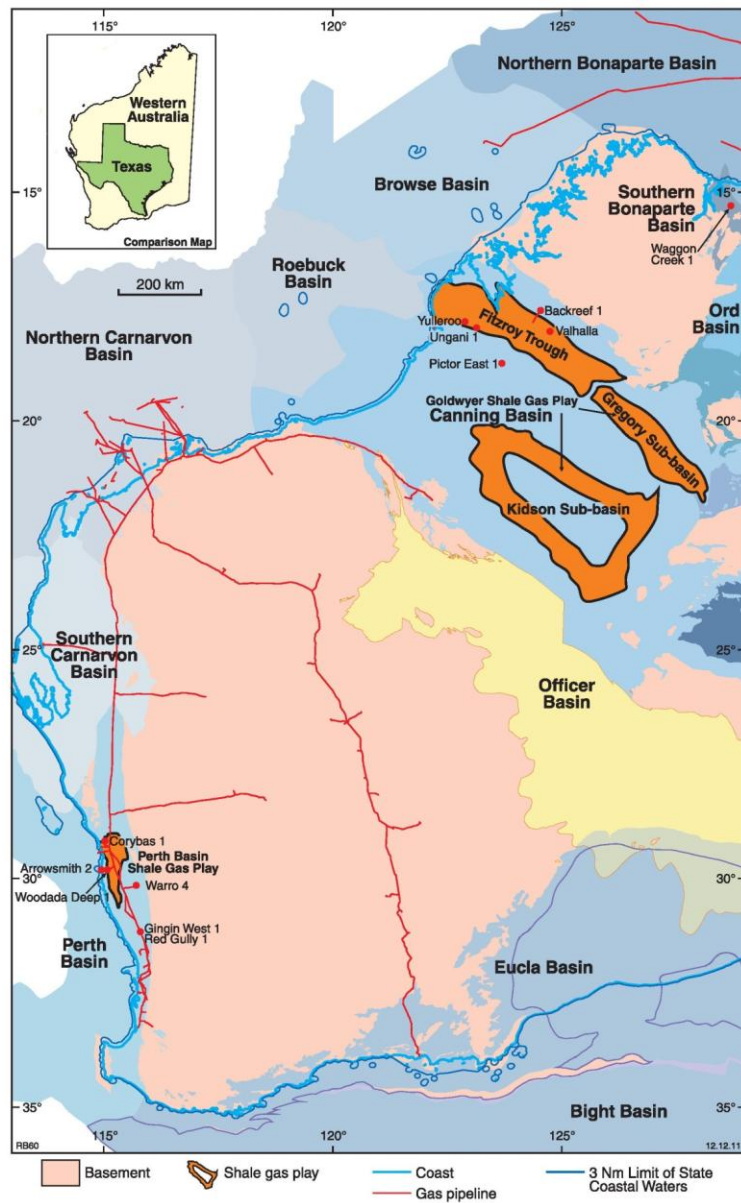 115°
120°
125°
Western
Australia
Texas
Comparison Map
Northern Bonaparte Basin
15°
15°
Browse Basin
Southern
Bonaparte
Basin
Waggon
Creek 1
200 km
Roebuck
Basin
Backreef 1
Yulleroo
Ungani 1
Fitzroy Trough
Valhalla
Ord
Basin
Northern Carnarvon
Basin
Pictor East 1
20°
Goldwyer Shale Gas Play
Canning Basin
20°
Gregory Sub-basin
Kidson Sub-basin
Southern
Carnarvon
Basin
25°
25°
Officer
Basin
Corybas 1
Perth Basin
Shale Gas Play
Arrowsmith 2
Warro 4
30°
30°
Woodada Deep 1
Gingin West 1
Red Gully 1
Perth
Basin
Eucla Basin
35°
35°
Bight Basin
RB60
115°
120°
125°
12.12.11
Basement
Shale gas play
Coast
Gas pipeline
3 Nm Limit of State
Coastal Waters